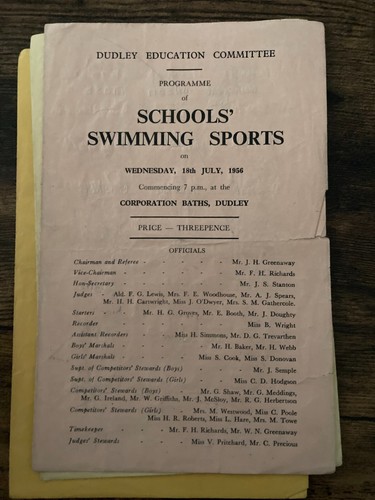 DUDLEY EDUCATION COMMITTEE
PROGRAMME
of
SCHOOLS'
SWIMMING SPORTS
on
WEDNESDAY, 18th JULY, 1956
Commencing 7 p.m., at the
CORPORATION BATHS, DUDLEY
PRICE — THREEPENCE
OFFICIALS
Chairman and Referee - - - - Mr. J. H. Greenaway
Vice-Chairman - - - - Mr. F. H. Richards
Hon-Secretary - - - - Mr. J. S. Stanton
Judges - Ald. F. G. Lewis, Mrs. F. E. Woodhouse, Mr. A. J. Spears,
Mr. H. H. Cartwright, Miss J. O'Dwyer, Mrs. S. M. Gathercole.
Starters - Mr. H. G. Groves, Mr. E. Booth, Mr. J. Doughty
Recorder - - - - Miss B. Wright
Assistant Recorders - - Miss H. Simmons, Mr. D. G. Trevarthen
Boys' Marshals - - - Mr. H. Baker, Mr. H. Webb
Girls' Marshals - - - Miss S. Cook, Miss S. Donovan
Supt. of Competitors' Stewards (Boys) - - Mr. J. Semple
Supt. of Competitors' Stewards (Girls) - - Miss C. D. Hodgson
Competitors' Stewards (Boys) - Mr. G. Shaw, Mr. G. Meddings,
Mr. G. Ireland, Mr. W. Griffiths, Mr. J. McSloy, Mr. R. G. Herbertson
Competitors' Stewards (Girls) - Mrs. M. Westwood, Miss C. Poole
Miss H. R. Roberts, Miss L. Hare, Mrs. M. Towe
Timekeeper - - Mr. F. H. Richards, Mr. W. N. Greenaway
Judges' Stewards - - Miss V. Pritchard, Mr. C. Precious